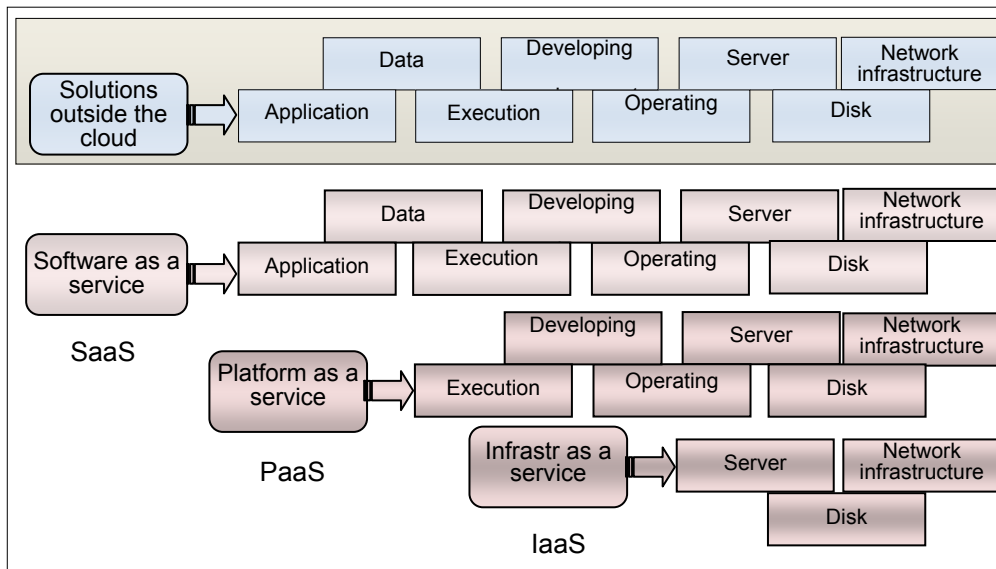 Data
Developing
Server
Network
infrastructure
Solutions
outside the
cloud
Application
Execution
Operating
Disk
Data
Developing
Server
Network
infrastructure
Software as a
service
Application
Execution
Operating
Disk
SaaS
Developing
Server
Network
infrastructure
Platform as a
service
Execution
Operating
Disk
PaaS
Infrastr as a
service
Server
Network
infrastructure
Disk
IaaS